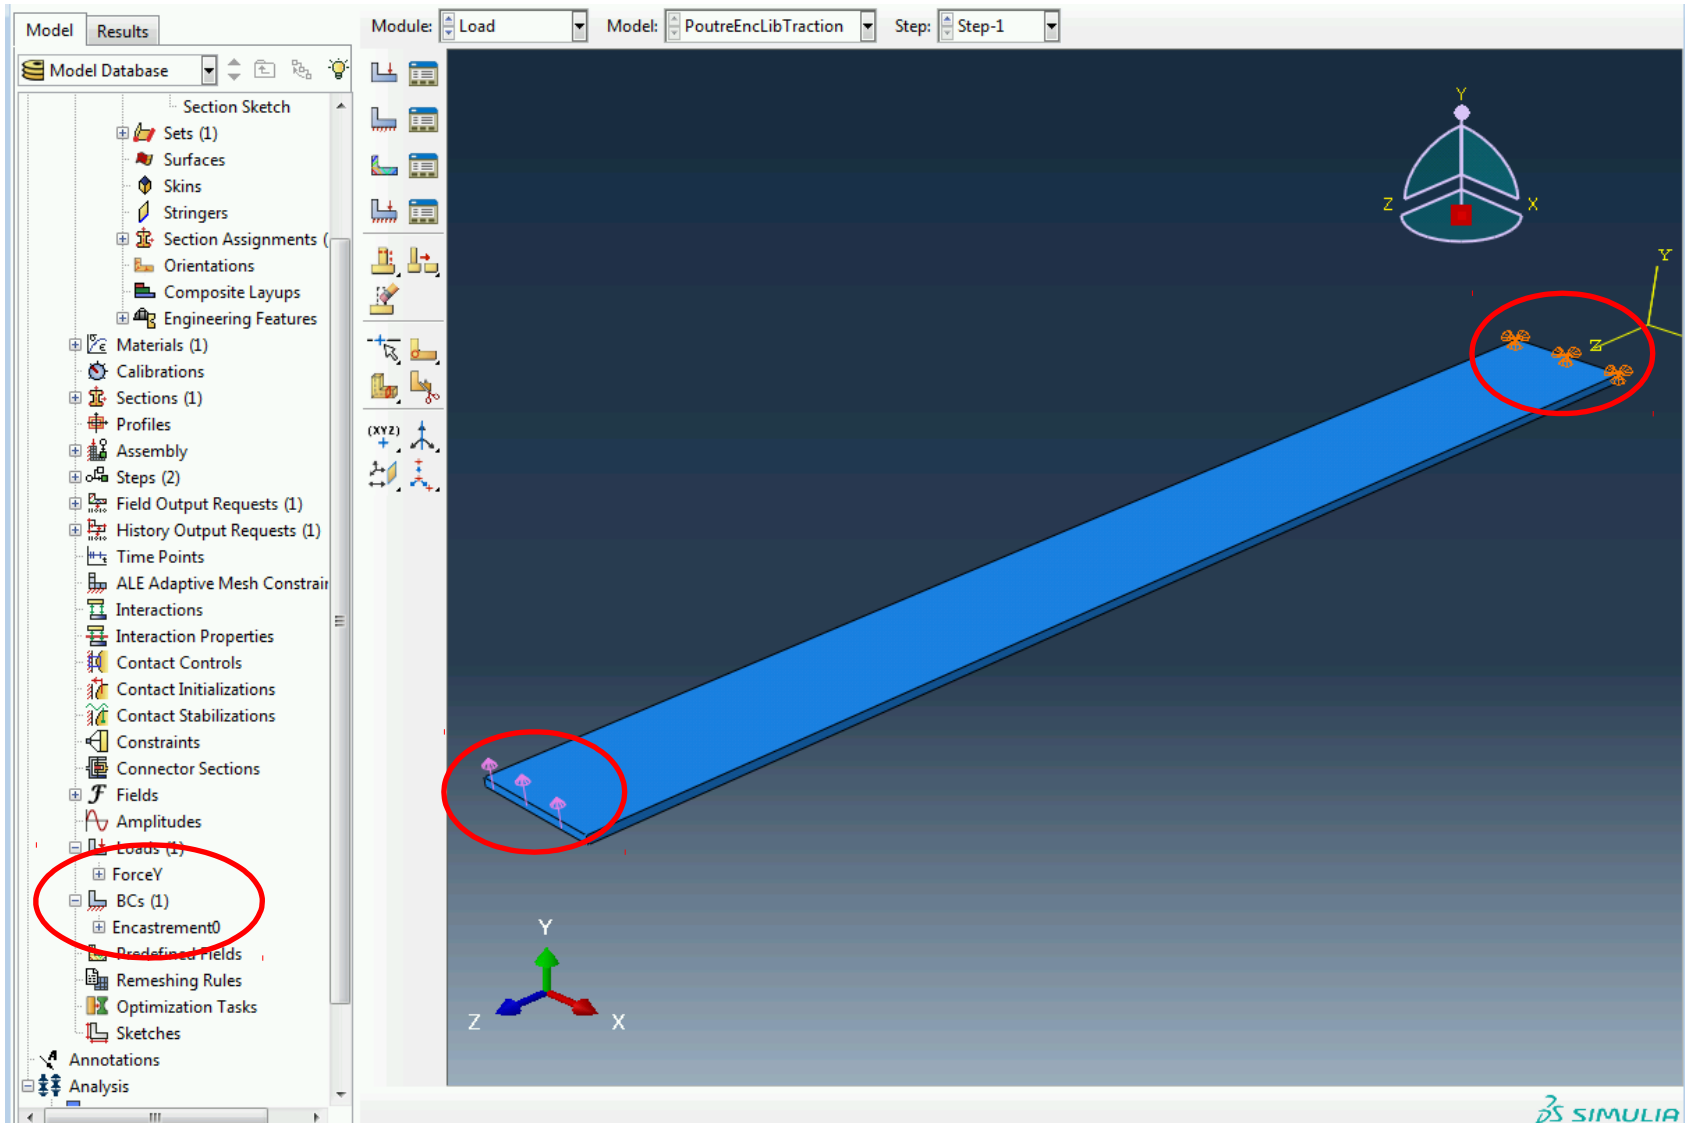 Module: Load Model: PoutreEncLibTraction Step: Step-1
Model Results
Model Database
Section Sketch
Sets (1)
Surfaces
Skins
Stringers
Section Assignments (
Orientations
Composite Layups
Engineering Features
Materials (1)
Calibrations
Sections (1)
Profiles
Assembly
Steps (2)
Field Output Requests (1)
History Output Requests (1)
Time Points
ALE Adaptive Mesh Constrair
Interactions
Interaction Properties
Contact Controls
Contact Initializations
Contact Stabilizations
Constraints
Connector Sections
Fields
Amplitudes
Loads (1)
ForceY
BCs (1)
Encastrement0
Predefined Fields
Remeshing Rules
Optimization Tasks
Sketches
Annotations
Analysis
(XYZ)
Y
Z X
Y
Z
Y
Z X
SIMULIA